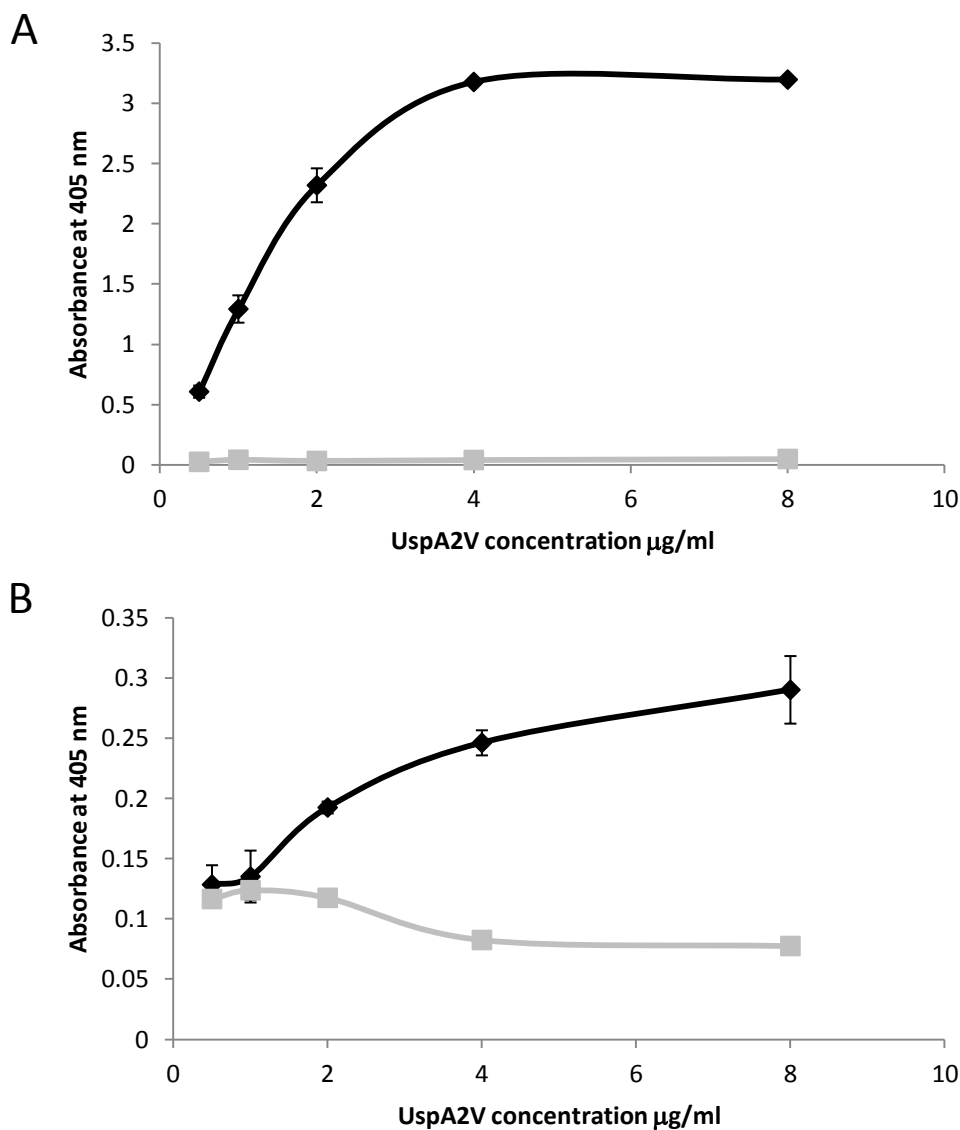 A
3.5
3
2.5
2
1.5
1
0.5
0
Absorbance at 405 nm
0 2 4 6 8 10
UspA2V concentration μg/ml
B
0.35
0.3
0.25
0.2
0.15
0.1
0.05
0
Absorbance at 405 nm
0 2 4 6 8 10
UspA2V concentration μg/ml